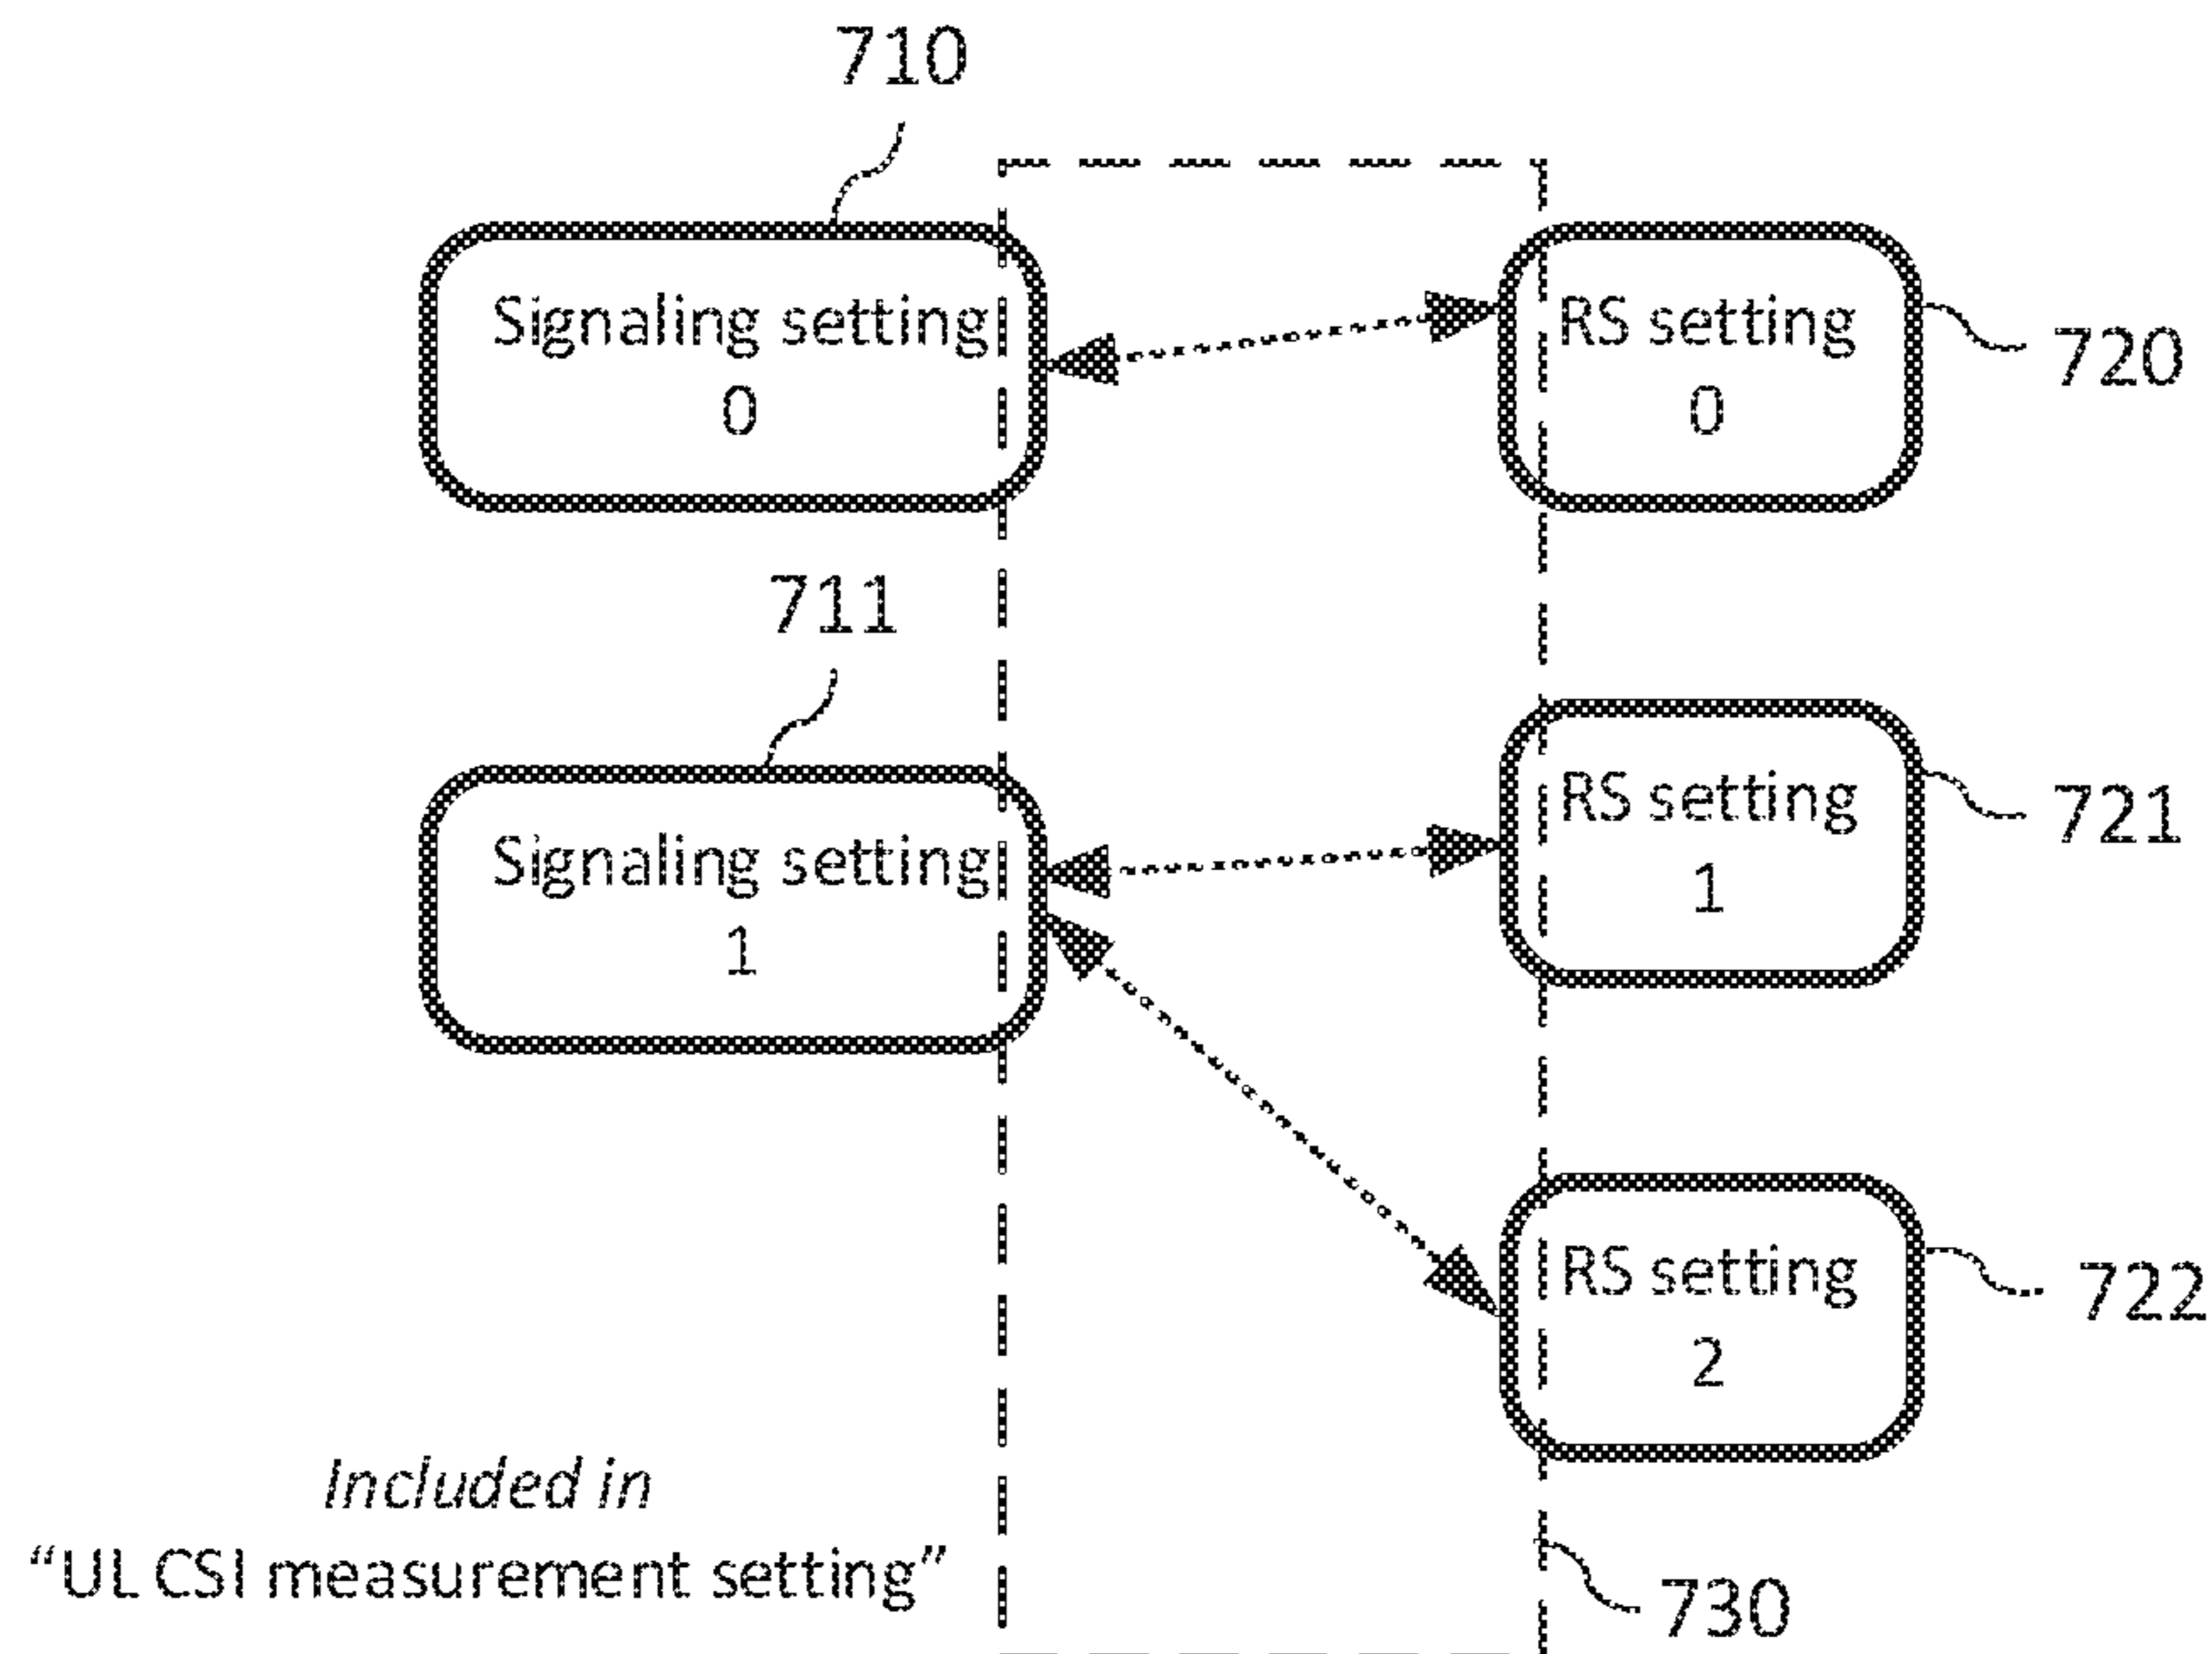 710
Signaling setting
0
RS setting
0
720
711
Signaling setting
1
RS setting
1
721
RS setting
2
722
Included in
“UL CSI measurement setting”
730